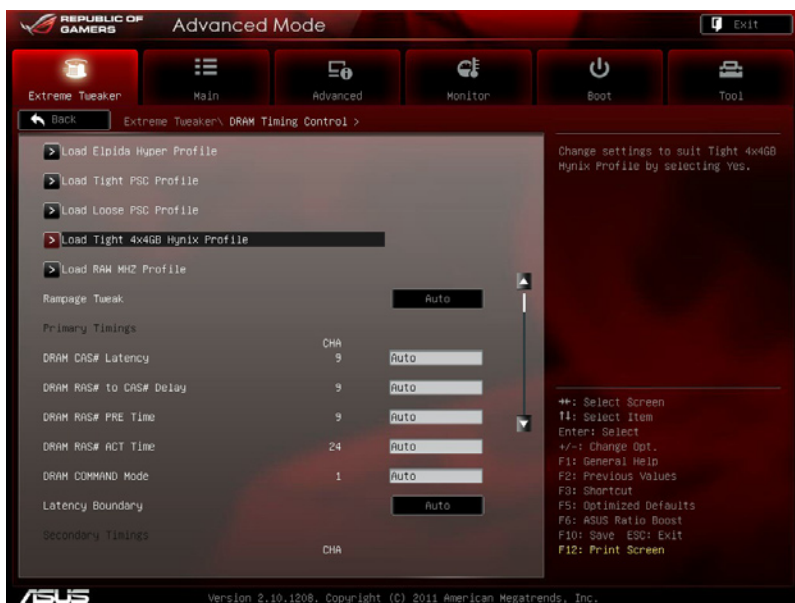 REPUBLIC OF
GAMERS
Advanced Mode
Exit
Extreme Tweaker
Main
Advanced
Monitor
Boot
Tool
Back
Extreme Tweaker\ DRAM Timing Control >
> Load Elpida Hyper Profile
> Load Tight PSC Profile
> Load Loose PSC Profile
> Load Tight 4x4GB Hynix Profile
> Load RAW MHZ Profile
Rampage Tweak Auto
Primary Timings
CHA
DRAM CAS# Latency 9 Auto
DRAM RAS# to CAS# Delay 9 Auto
DRAM RAS# PRE Time 9 Auto
DRAM RAS# ACT Time 24 Auto
DRAM COMMAND Mode 1 Auto
Latency Boundary Auto
Secondary Timings
CHA
Change settings to suit Tight 4x4GB
Hynix Profile by selecting Yes.
→←: Select Screen
↑↓: Select Item
Enter: Select
+/-: Change Opt.
F1: General Help
F2: Previous Values
F3: Shortcut
F5: Optimized Defaults
F6: ASUS Ratio Boost
F10: Save ESC: Exit
F12: Print Screen
ASUS
Version 2.10.1208. Copyright (C) 2011 American Megatrends, Inc.